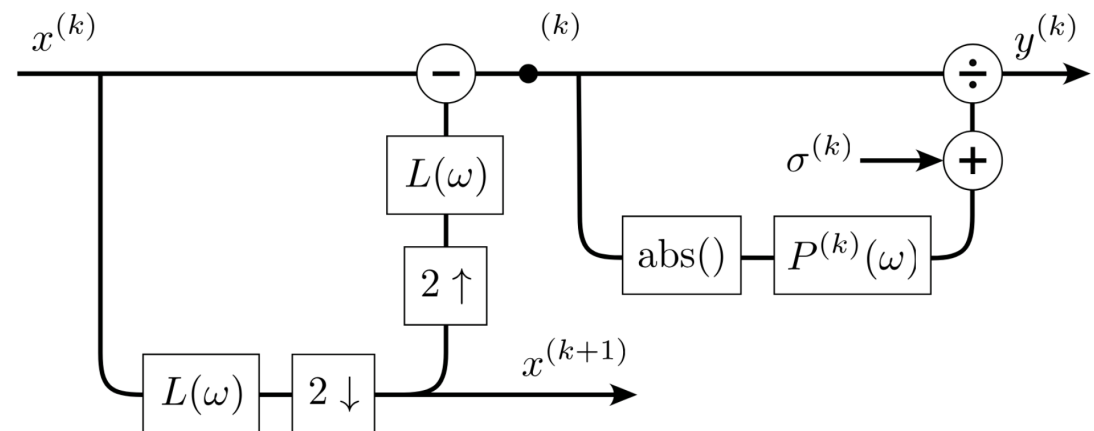 x^{(k)}
^{(k)}
y^{(k)}
−
÷
L(ω)
σ^{(k)}
+
2↑
abs()
P^{(k)}(ω)
x^{(k+1)}
L(ω)
2↓